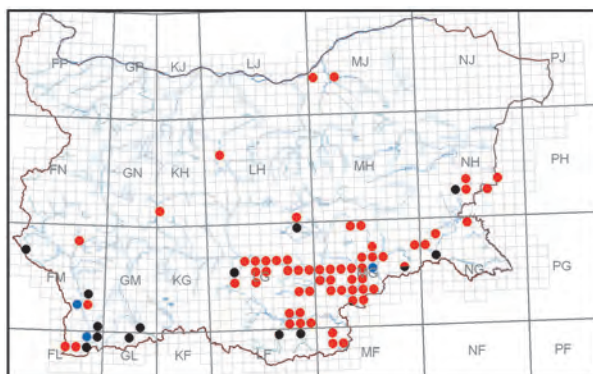 FP GP KJ LJ MJ NJ PJ
FN GN KH LH MH NH PH
FM GM KG NG PG
FL GL KF LF MF NF PF